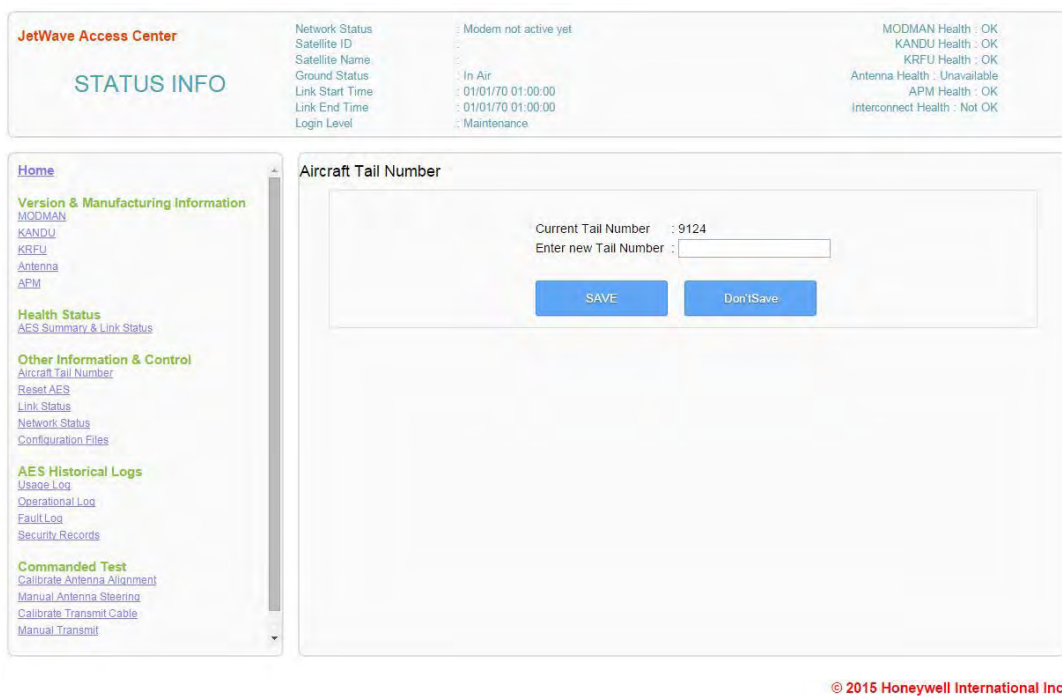 JetWave Access Center
STATUS INFO
Network Status : Modem not active yet
Satellite ID :
Satellite Name :
Ground Status : In Air
Link Start Time : 01/01/70 01:00:00
Link End Time : 01/01/70 01:00:00
Login Level : Maintenance
MODMAN Health : OK
KANDU Health : OK
KRFU Health : OK
Antenna Health : Unavailable
APM Health : OK
Interconnect Health : Not OK
Home
Version & Manufacturing Information
MODMAN
KANDU
KRFU
Antenna
APM
Health Status
AES Summary & Link Status
Other Information & Control
Aircraft Tail Number
Reset AES
Link Status
Network Status
Configuration Files
AES Historical Logs
Usage Log
Operational Log
Fault Log
Security Records
Commanded Test
Calibrate Antenna Alignment
Manual Antenna Steering
Calibrate Transmit Cable
Manual Transmit
Aircraft Tail Number
Current Tail Number : 9124
Enter new Tail Number :
SAVE Don'tSave
© 2015 Honeywell International Inc